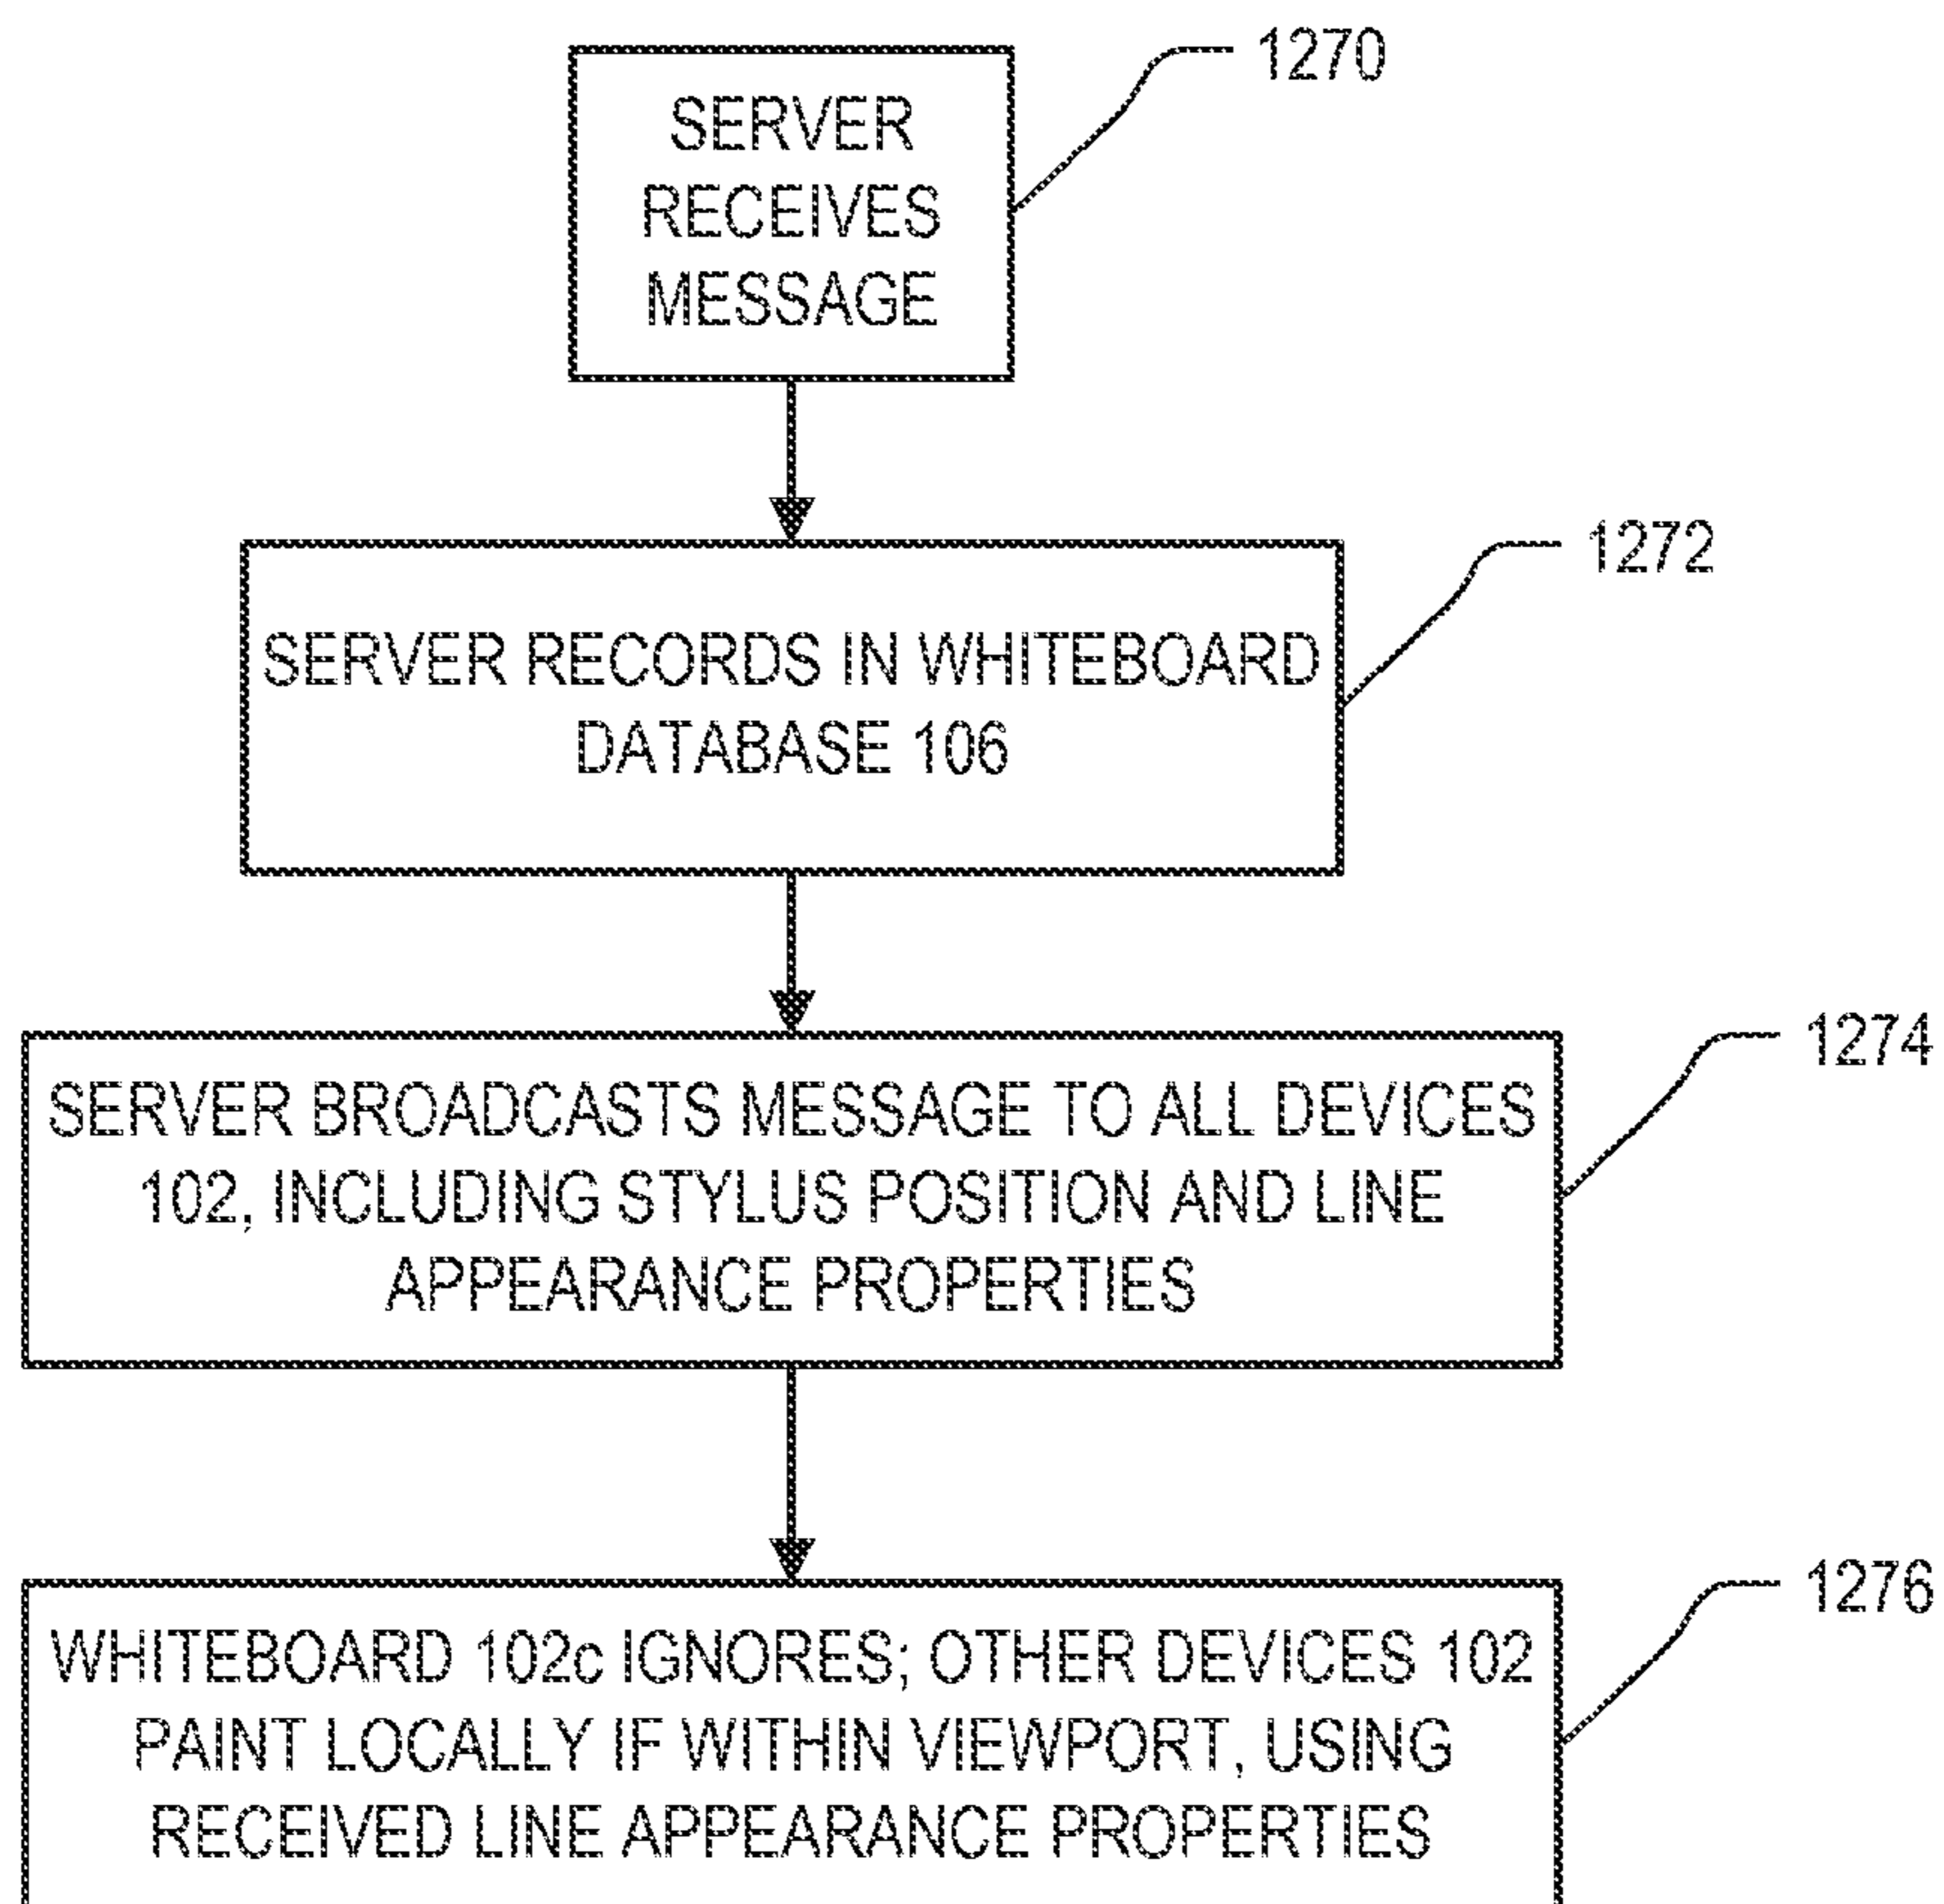 1270
SERVER
RECEIVES
MESSAGE
1272
SERVER RECORDS IN WHITEBOARD
DATABASE 106
1274
SERVER BROADCASTS MESSAGE TO ALL DEVICES
102, INCLUDING STYLUS POSITION AND LINE
APPEARANCE PROPERTIES
1276
WHITEBOARD 102c IGNORES; OTHER DEVICES 102
PAINT LOCALLY IF WITHIN VIEWPORT, USING
RECEIVED LINE APPEARANCE PROPERTIES